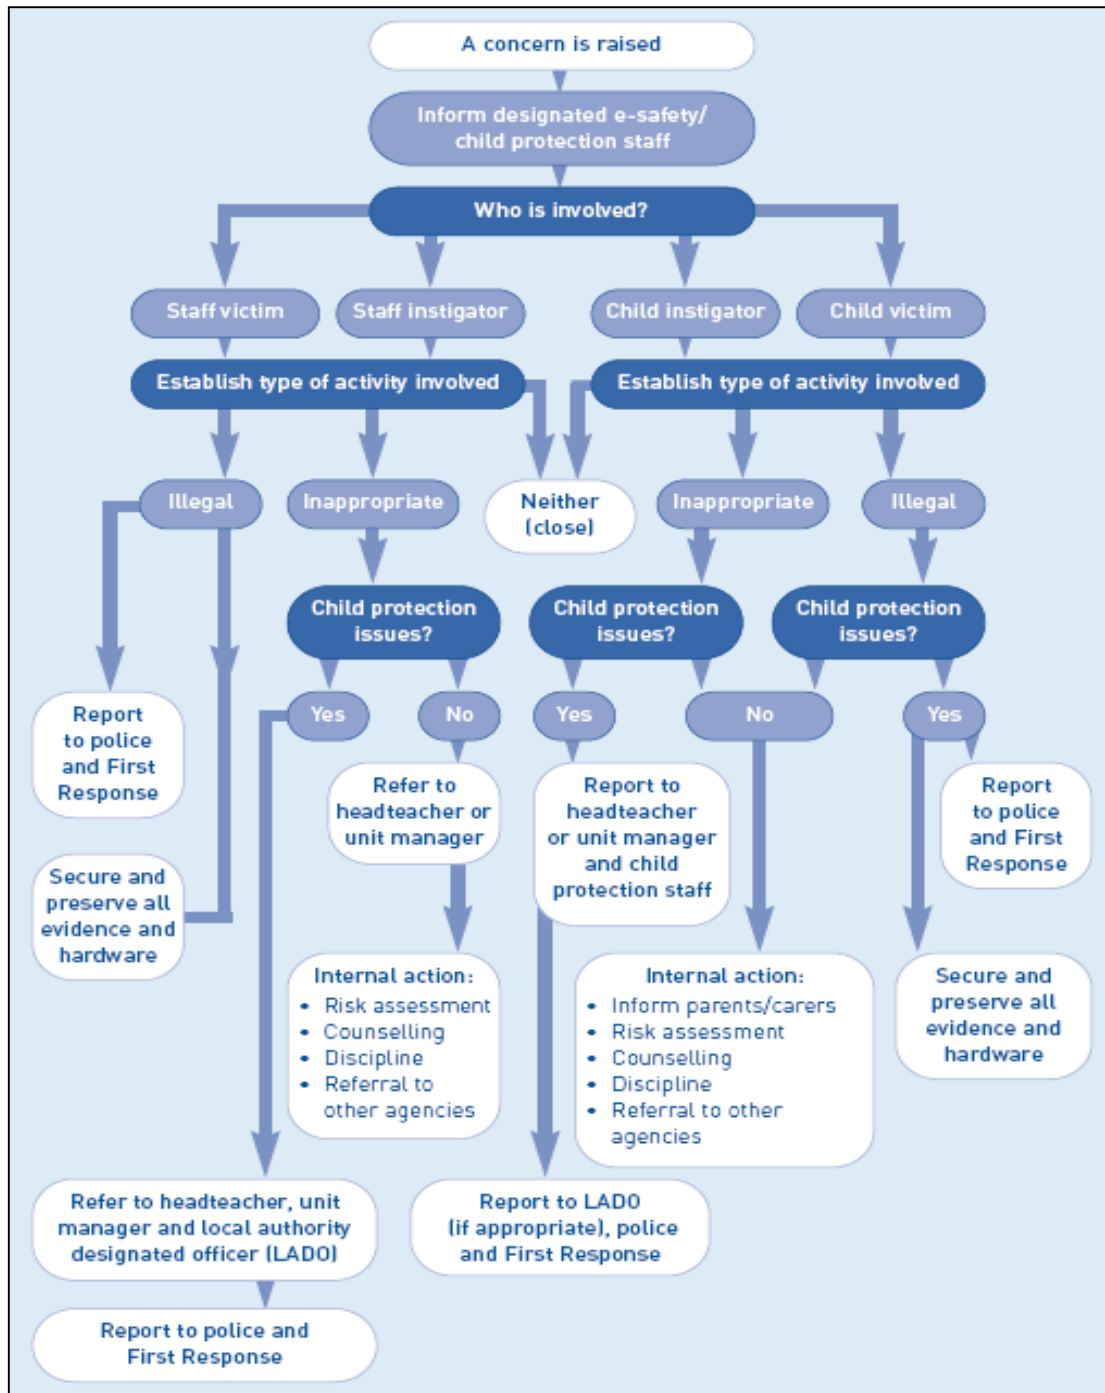 A concern is raised
Inform designated e-safety/
child protection staff
Who is involved?
Staff victim
Staff instigator
Child instigator
Child victim
Establish type of activity involved
Establish type of activity involved
Illegal
Inappropriate
Neither
(close)
Inappropriate
Illegal
Child protection
issues?
Child protection
issues?
Child protection
issues?
Yes
No
Yes
No
Yes
Report
to police
and First
Response
Refer to
headteacher or
unit manager
Report to
headteacher
or unit manager
and child
protection staff
Report
to police
and First
Response
Secure and
preserve all
evidence and
hardware
Internal action:
• Risk assessment
• Counselling
• Discipline
• Referral to
other agencies
Internal action:
• Inform parents/carers
• Risk assessment
• Counselling
• Discipline
• Referral to other
agencies
Secure and
preserve all
evidence and
hardware
Refer to headteacher, unit
manager and local authority
designated officer (LADO)
Report to LADO
(if appropriate), police
and First Response
Report to police and
First Response